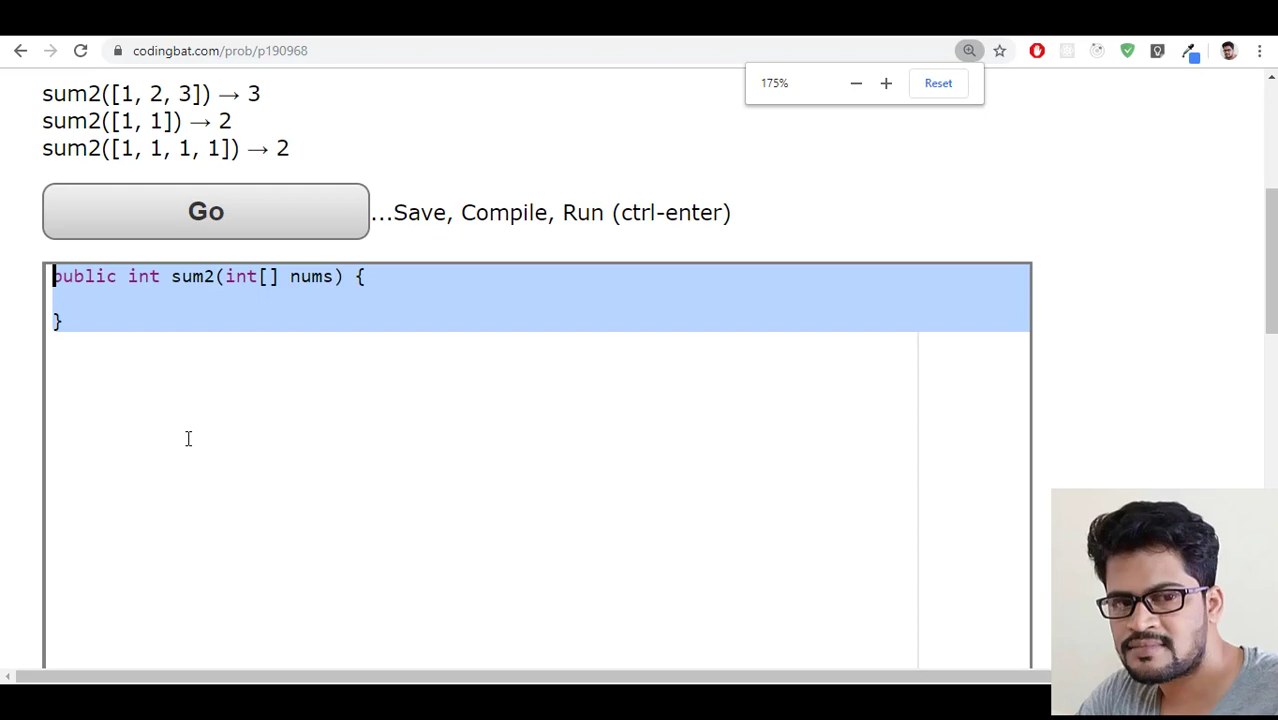 codingbat.com/prob/p190968
175%
Reset
sum2([1, 2, 3]) → 3
sum2([1, 1]) → 2
sum2([1, 1, 1, 1]) → 2
Go
...Save, Compile, Run (ctrl-enter)
public int sum2(int[] nums) {
}